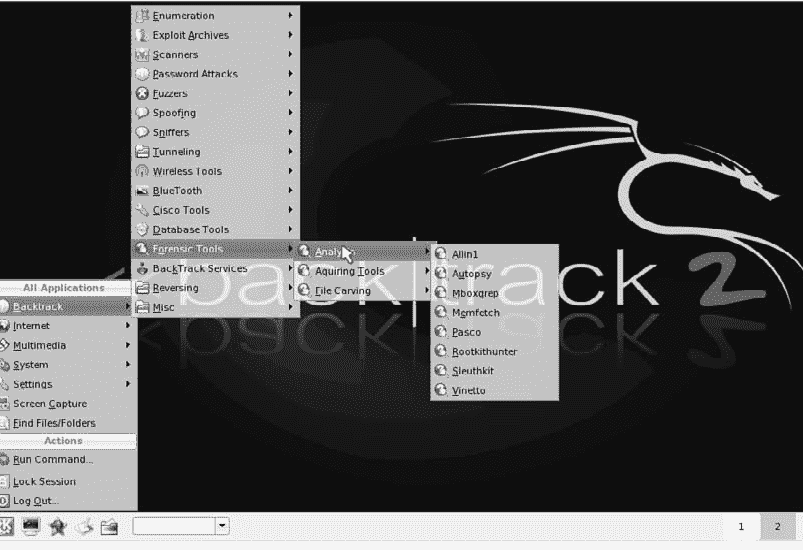 Enumeration
Exploit Archives
Scanners
Password Attacks
Fuzzers
Spoofing
Sniffers
Tunneling
Wireless Tools
BlueTooth
Cisco Tools
Database Tools
Forensic Tools
BackTrack Services
Reversing
Misc
Aquiring Tools
File Carving
Allin1
Autopsy
Mboxgrep
Memfetch
Pasco
Rootkithunter
Sleuthkit
Vinetto
back|track 2
All Applications
Backtrack
Internet
Multimedia
System
Settings
Screen Capture
Find Files/Folders
Actions
Run Command...
Lock Session
Log Out...
1 2